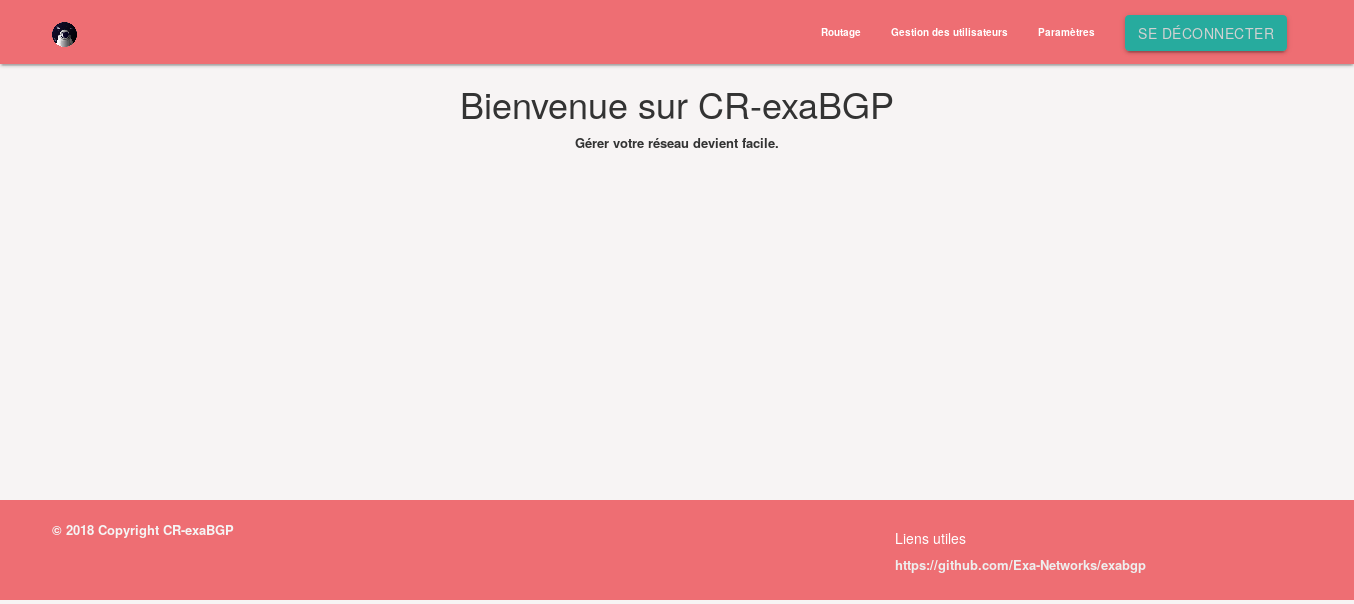 Routage
Gestion des utilisateurs
Paramètres
SE DÉCONNECTER
Bienvenue sur CR-exaBGP
Gérer votre réseau devient facile.
© 2018 Copyright CR-exaBGP
Liens utiles
https://github.com/Exa-Networks/exabgp